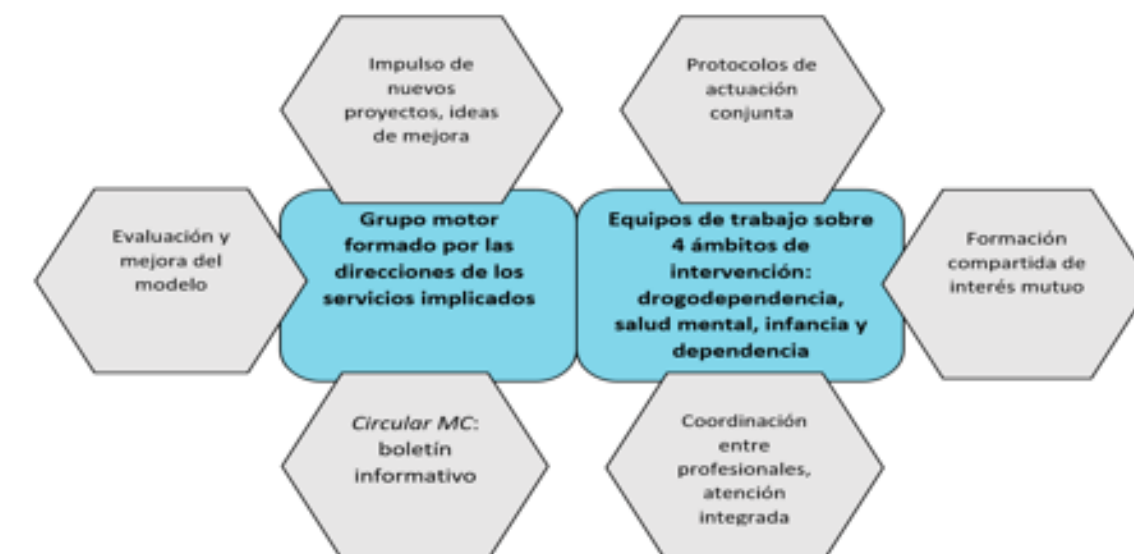 Impulso de
nuevos
proyectos, ideas
de mejora
Protocolos de
actuación
conjunta
Evaluación y
mejora del
modelo
Grupo motor
formado por las
direcciones de los
servicios implicados
Equipos de trabajo sobre
4 ámbitos de
intervención:
drogodependencia,
salud mental, infancia y
dependencia
Formación
compartida de
interés mutuo
Circular MC:
boletín
informativo
Coordinación
entre
profesionales,
atención
integrada